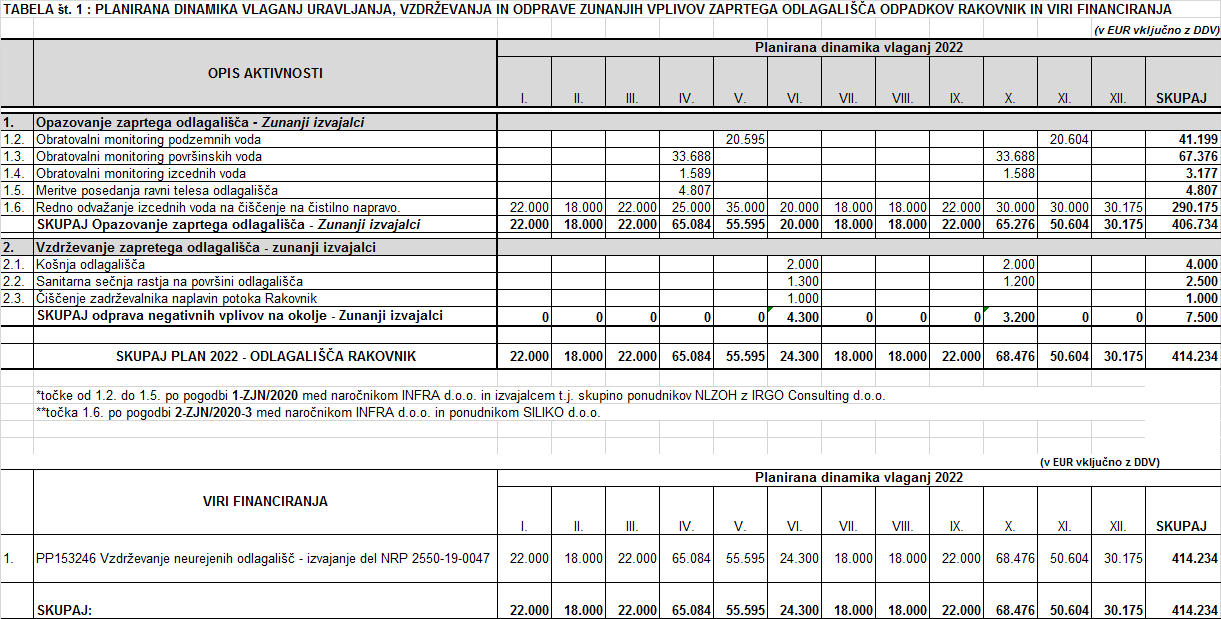 TABELA št. 1 : PLANIRANA DINAMIKA VLAGANJ URAVLJANJA, VZDRŽEVANJA IN ODPRAVE ZUNANJIH VPLIVOV ZAPRTEGA ODLAGALIŠČA ODPADKOV RAKOVNIK IN VIRI FINANCIRANJA
(v EUR vključno z DDV)
OPIS AKTIVNOSTI Planirana dinamika vlaganj 2022
I. II. III. IV. V. VI. VII. VIII. IX. X. XI. XII. SKUPAJ
1. Opazovanje zaprtega odlagališča - Zunanji izvajalci
1.2. Obratovalni monitoring podzemnih voda 20.595 20.604 41.199
1.3. Obratovalni monitoring površinskih voda 33.688 33.688 67.376
1.4. Obratovalni monitoring izcednih voda 1.589 1.588 3.177
1.5. Meritve posedanja ravni telesa odlagališča 4.807 4.807
1.6. Redno odvažanje izcednih voda na čiščenje na čistilno napravo. 22.000 18.000 22.000 25.000 35.000 20.000 18.000 18.000 22.000 30.000 30.000 30.175 290.175
SKUPAJ Opazovanje zaprtega odlagališča - Zunanji izvajalci 22.000 18.000 22.000 65.084 55.595 20.000 18.000 18.000 22.000 65.276 50.604 30.175 406.734
2. Vzdrževanje zapretega odlagališča - zunanji izvajalci
2.1. Košnja odlagališča 2.000 2.000 4.000
2.2. Sanitarna sečnja rastja na površini odlagališča 1.300 1.200 2.500
2.3. Čiščenje zadrževalnika naplavin potoka Rakovnik 1.000 1.000
SKUPAJ odprava negativnih vplivov na okolje - Zunanji izvajalci 0 0 0 0 0 4.300 0 0 0 3.200 0 0 7.500
SKUPAJ PLAN 2022 - ODLAGALIŠČA RAKOVNIK 22.000 18.000 22.000 65.084 55.595 24.300 18.000 18.000 22.000 68.476 50.604 30.175 414.234
*točke od 1.2. do 1.5. po pogodbi 1-ZJN/2020 med naročnikom INFRA d.o.o. in izvajalcem t.j. skupino ponudnikov NLZOH z IRGO Consulting d.o.o.
**točka 1.6. po pogodbi 2-ZJN/2020-3 med naročnikom INFRA d.o.o. in ponudnikom SILIKO d.o.o.
(v EUR vključno z DDV)
VIRI FINANCIRANJA Planirana dinamika vlaganj 2022
I. II. III. IV. V. VI. VII. VIII. IX. X. XI. XII. SKUPAJ
1. PP153246 Vzdrževanje neurejenih odlagališč - izvajanje del NRP 2550-19-0047 22.000 18.000 22.000 65.084 55.595 24.300 18.000 18.000 22.000 68.476 50.604 30.175 414.234
SKUPAJ: 22.000 18.000 22.000 65.084 55.595 24.300 18.000 18.000 22.000 68.476 50.604 30.175 414.234